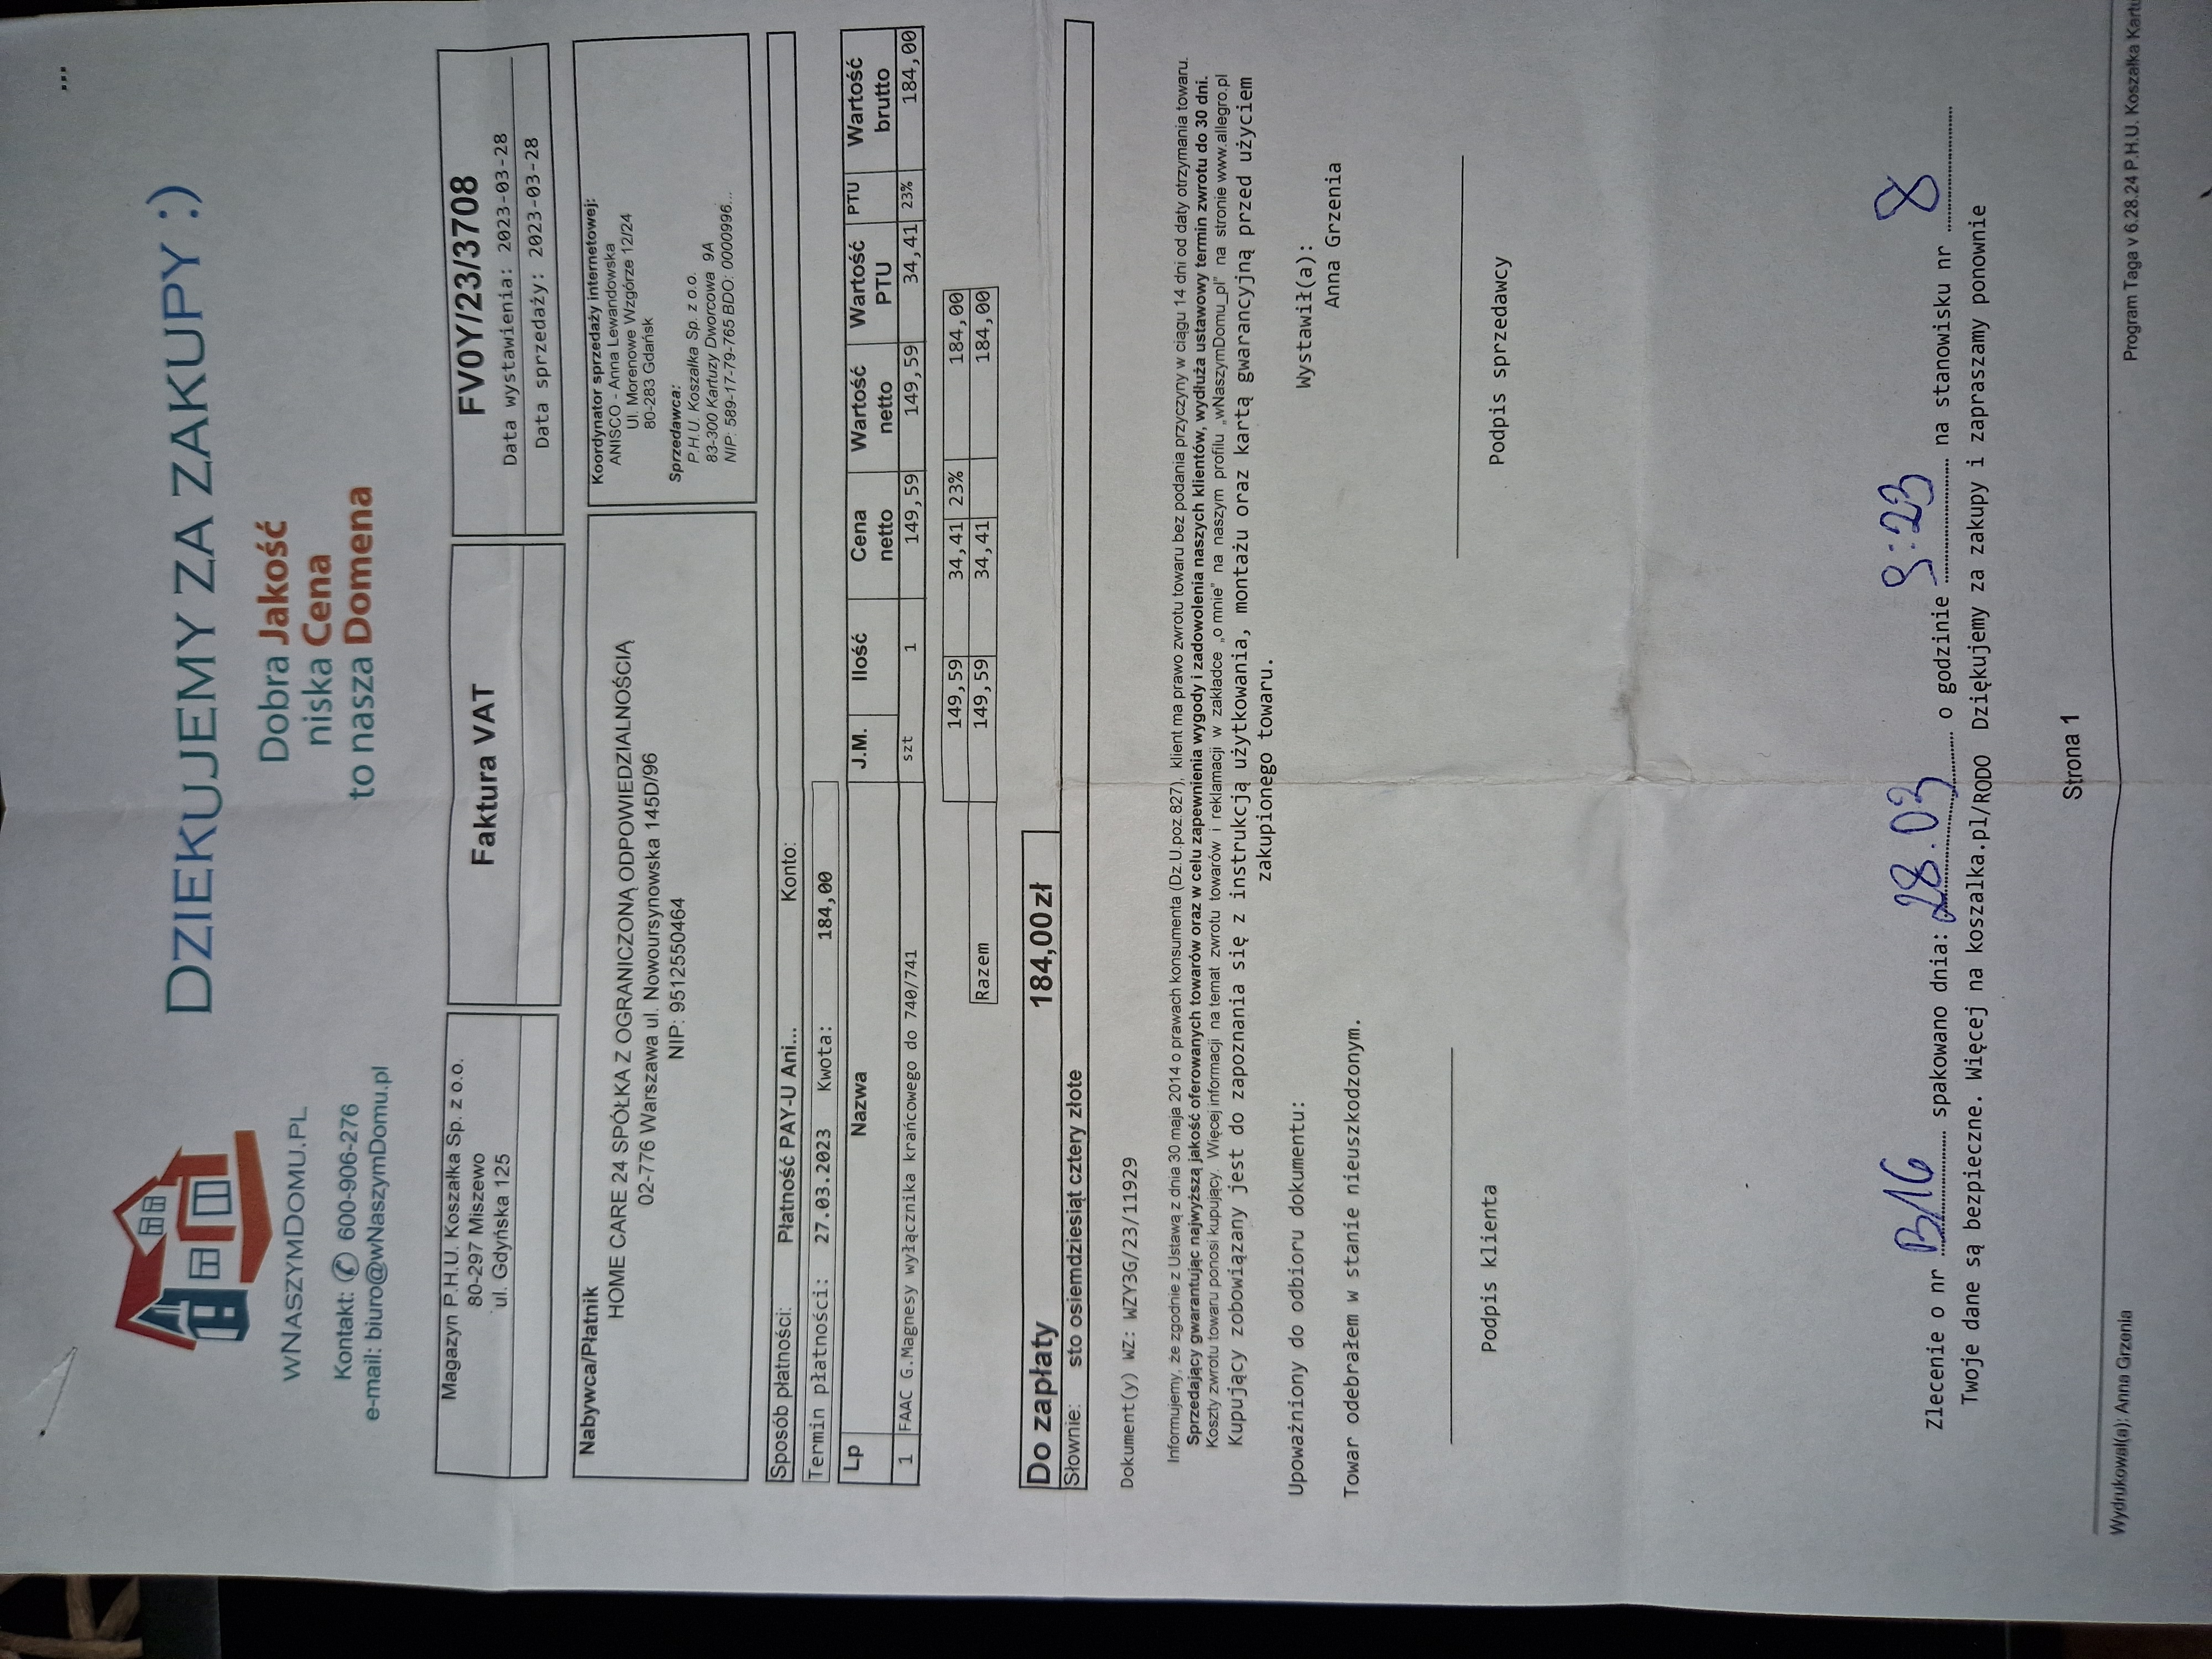 ...
DZIEKUJEMY ZA ZAKUPY :)
WNASZYMDOMU.PL
Kontakt: 600-906-276
e-mail: biuro@wNaszymDomu.pl
Dobra Jakość
niska Cena
to nasza Domena
Magazyn P.H.U. Koszałka Sp. z o.o.
80-297 Miszewo
ul. Gdyńska 125
Faktura VAT
FV0Y/23/3708
Data wystawienia: 2023-03-28
Data sprzedaży: 2023-03-28
Nabywca/Płatnik
HOME CARE 24 SPÓŁKA Z OGRANICZONĄ ODPOWIEDZIALNOŚCIĄ
02-776 Warszawa ul. Nowoursynowska 145D/96
NIP: 9512550464
Koordynator sprzedaży internetowej:
ANISCO - Anna Lewandowska
Ul. Morenowe Wzgórze 12/24
80-283 Gdańsk
Sprzedawca:
P.H.U. Koszałka Sp. z o.o.
83-300 Kartuzy Dworcowa 9A
NIP: 589-17-79-765 BDO: 0000996...
Sposób płatności: Płatność PAY-U Ani... Konto:
Termin płatności: 27.03.2023 Kwota: 184,00
Lp Nazwa J.M. Ilość Cena netto Wartość netto Wartość PTU PTU Wartość brutto
1 FAAC G.Magnesy wyłącznika krańcowego do 740/741 szt 1 149,59 149,59 34,41 23% 184,00
149,59 34,41 23% 184,00
Razem 149,59 34,41 184,00
Do zapłaty 184,00 zł
Słownie: sto osiemdziesiąt cztery złote
Dokument(y) WZ: WZY3G/23/11929
Informujemy, że zgodnie z Ustawą z dnia 30 maja 2014 o prawach konsumenta (Dz.U.poz.827), klient ma prawo zwrotu towaru bez podania przyczyny w ciągu 14 dni od daty otrzymania towaru.
Sprzedający gwarantując najwyższą jakość oferowanych towarów oraz w celu zapewnienia wygody i zadowolenia naszych klientów, wydłuża ustawowy termin zwrotu do 30 dni.
Koszty zwrotu towaru ponosi kupujący. Więcej informacji na temat zwrotu towarów i reklamacji w zakładce „o mnie" na naszym profilu „wNaszymDomu_pl" na stronie www.allegro.pl
Kupujący zobowiązany jest do zapoznania się z instrukcją użytkowania, montażu oraz kartą gwarancyjną przed użyciem
zakupionego towaru.
Upoważniony do odbioru dokumentu:
Wystawił(a):
Anna Grzenia
Towar odebrałem w stanie nieuszkodzonym.
Podpis klienta
Podpis sprzedawcy
Zlecenie o nr B16 spakowano dnia: 28.03 o godzinie 9:23 na stanowisku nr 8
Twoje dane są bezpieczne. Więcej na koszalka.pl/RODO Dziękujemy za zakupy i zapraszamy ponownie
Strona 1
Wydrukował(a): Anna Grzenia
Program Taga v 6.28.24 P.H.U. Koszałka Kartu